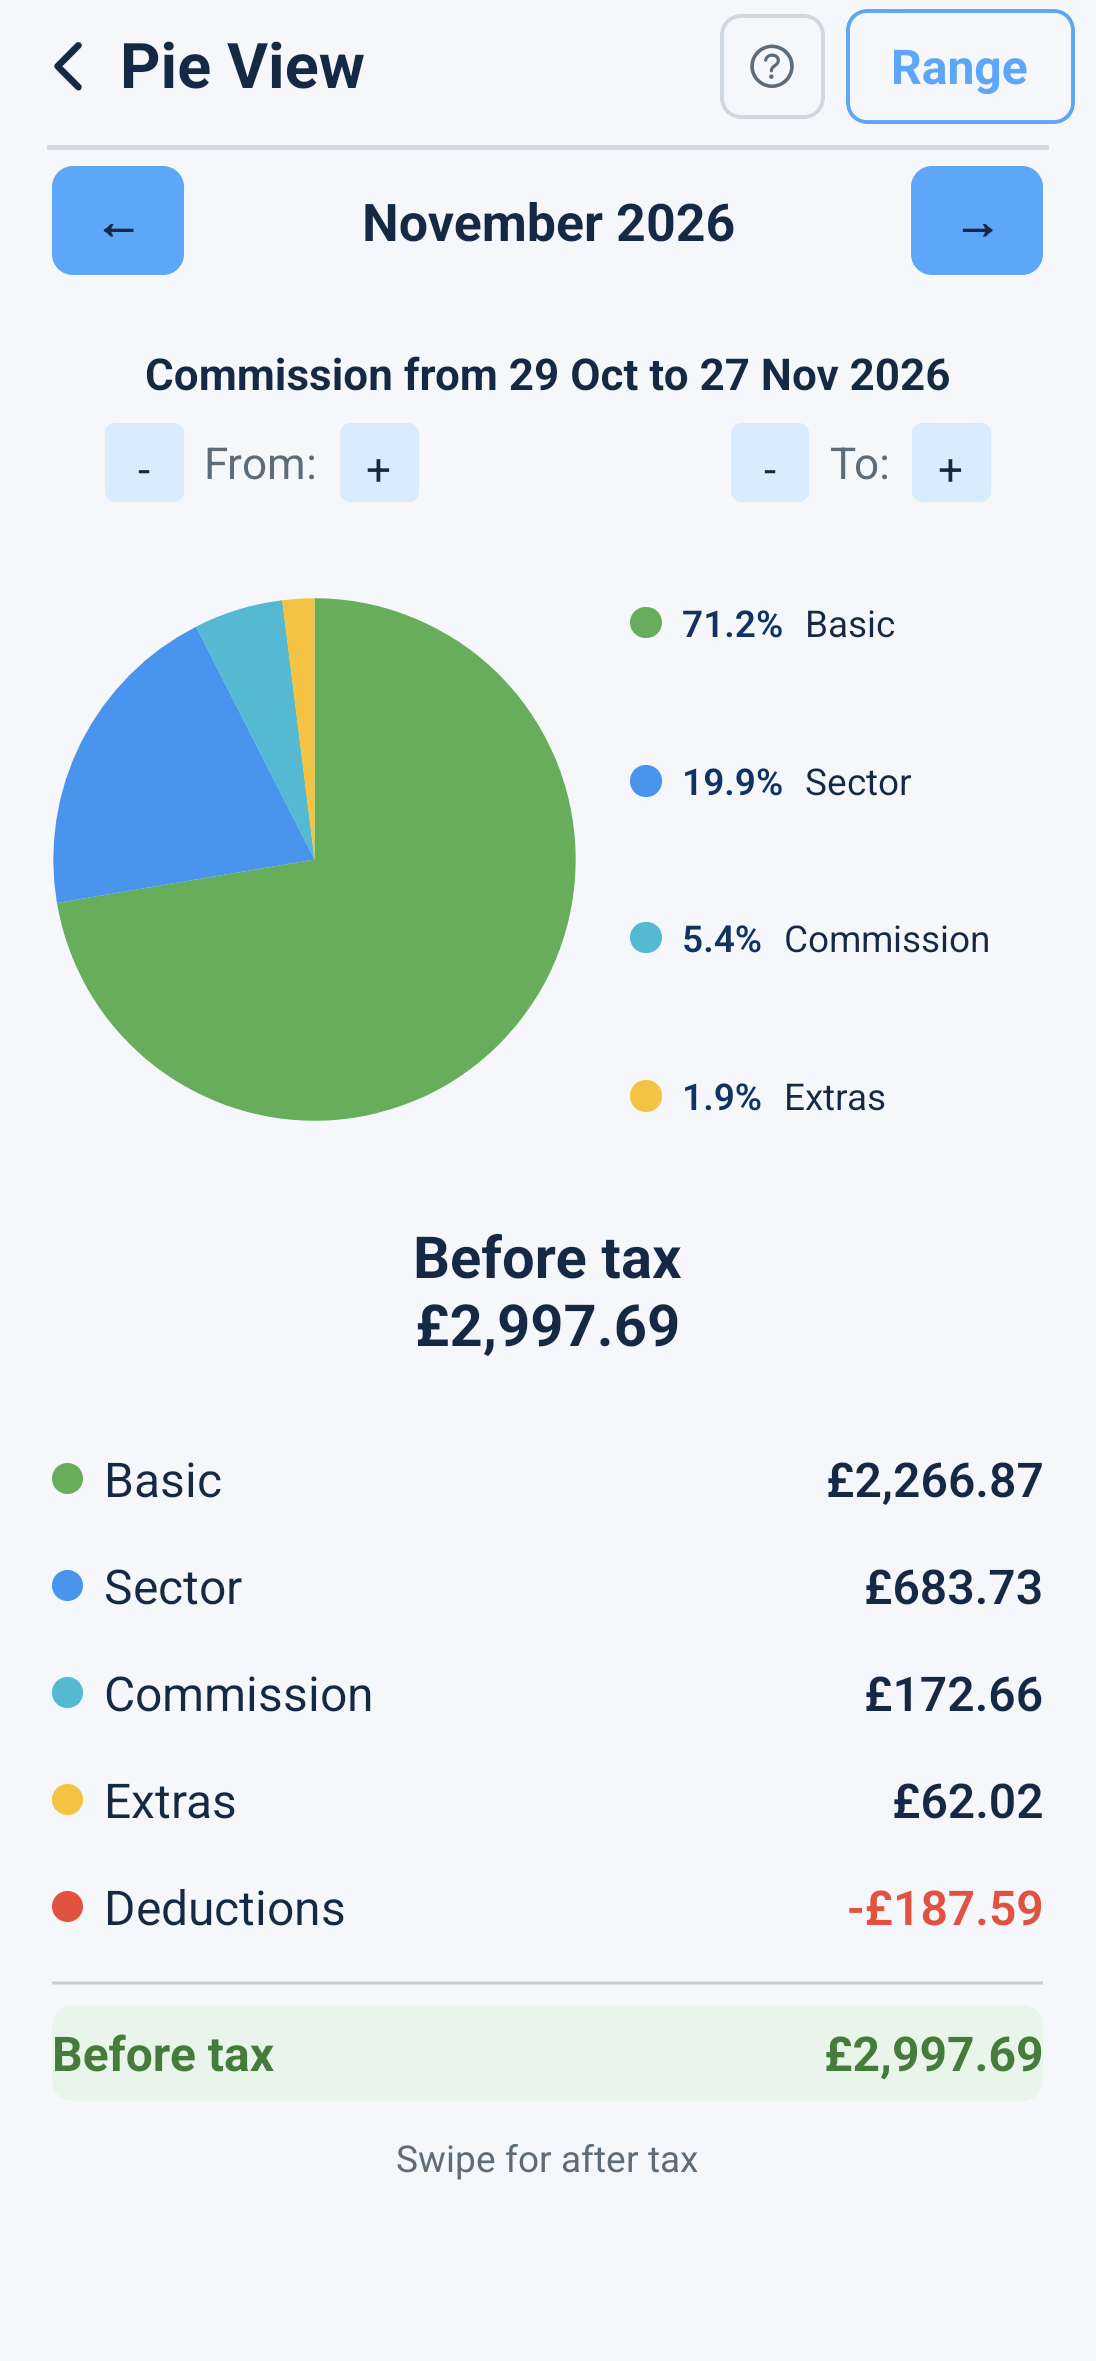 Pie View
Range
←
November 2026
→
Commission from 29 Oct to 27 Nov 2026
- From: +
- To: +
71.2% Basic
19.9% Sector
5.4% Commission
1.9% Extras
Before tax
£2,997.69
Basic £2,266.87
Sector £683.73
Commission £172.66
Extras £62.02
Deductions -£187.59
Before tax £2,997.69
Swipe for after tax